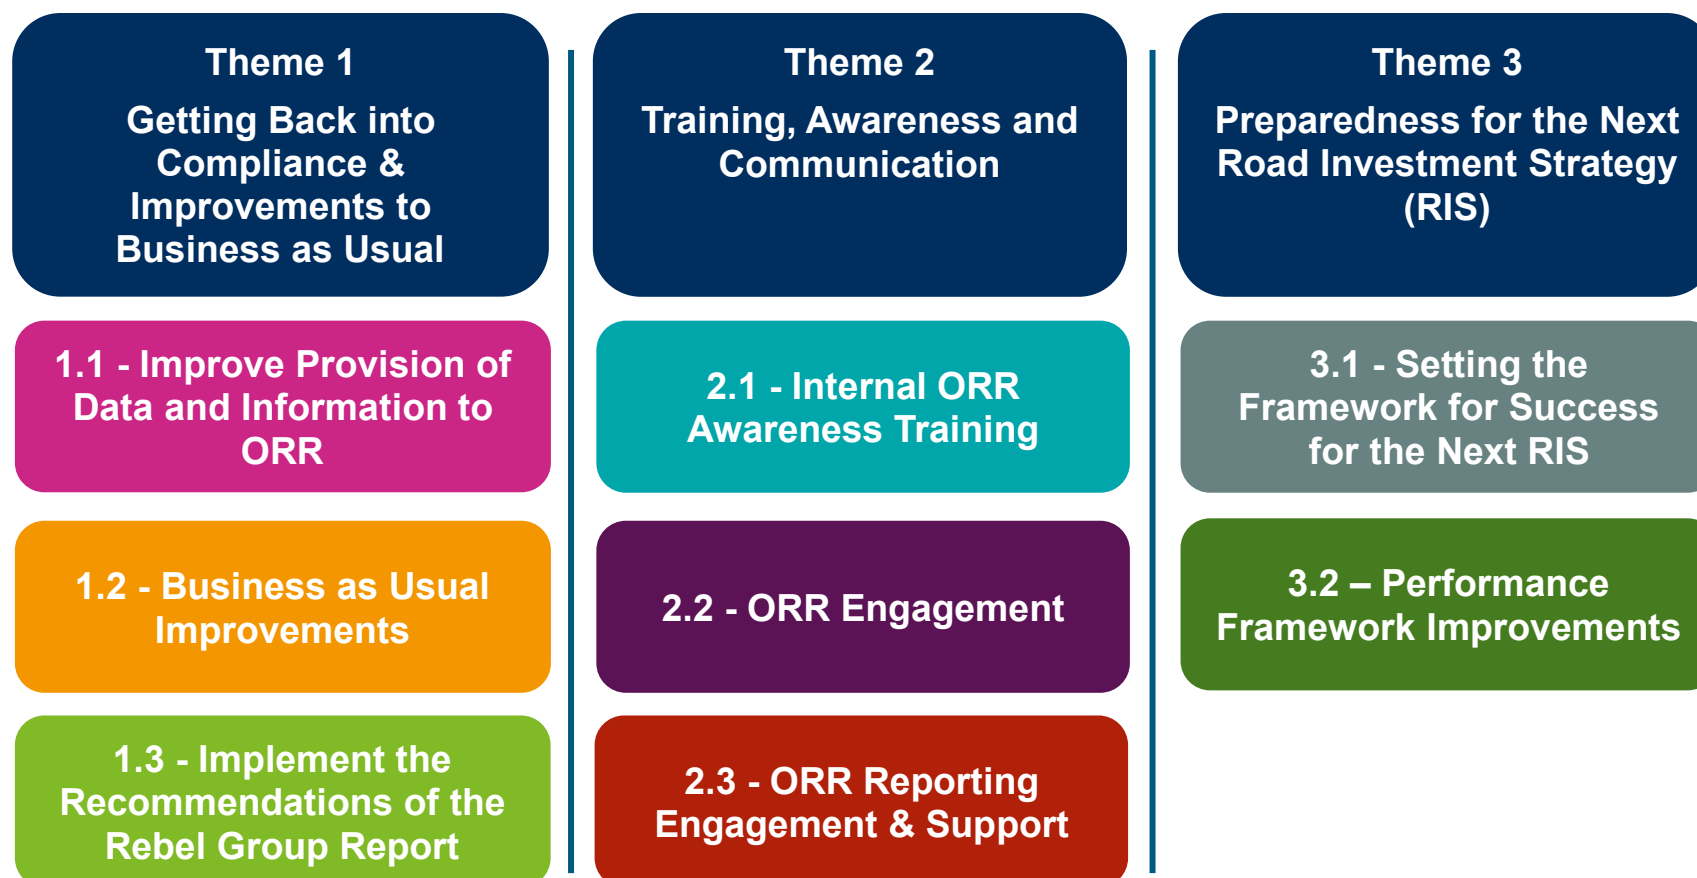 Theme 1
Getting Back into
Compliance &
Improvements to
Business as Usual
1.1 - Improve Provision of
Data and Information to
ORR
1.2 - Business as Usual
Improvements
1.3 - Implement the
Recommendations of the
Rebel Group Report
Theme 2
Training, Awareness and
Communication
2.1 - Internal ORR
Awareness Training
2.2 - ORR Engagement
2.3 - ORR Reporting
Engagement & Support
Theme 3
Preparedness for the Next
Road Investment Strategy
(RIS)
3.1 - Setting the
Framework for Success
for the Next RIS
3.2 – Performance
Framework Improvements